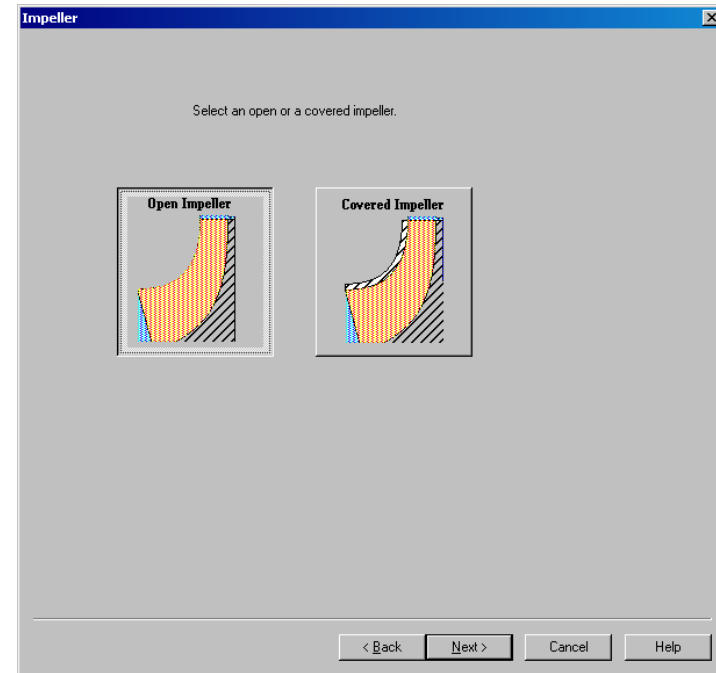 Impeller
Select an open or a covered impeller.
Open Impeller
Covered Impeller
< Back
Next >
Cancel
Help